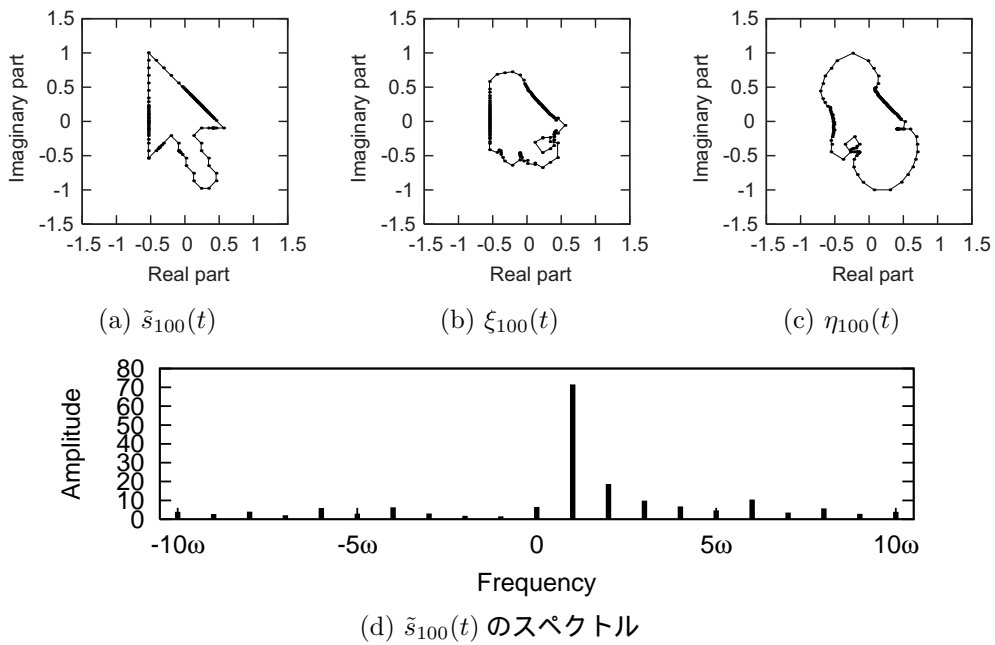 1.5 1.5 1.5
1 1 1
0.5 0.5 0.5
0 0 0
-0.5 -0.5 -0.5
-1 -1 -1
-1.5 -1.5 -1.5
Imaginary part Imaginary part Imaginary part
-1.5 -1 -0.5 0 0.5 1 1.5 -1.5 -1 -0.5 0 0.5 1 1.5 -1.5 -1 -0.5 0 0.5 1 1.5
Real part Real part Real part
(a) s̃₁₀₀(t) (b) ξ₁₀₀(t) (c) η₁₀₀(t)
80
70
60
50
40
30
20
10
0
Amplitude
-10ω -5ω 0 5ω 10ω
Frequency
(d) s̃₁₀₀(t) のスペクトル